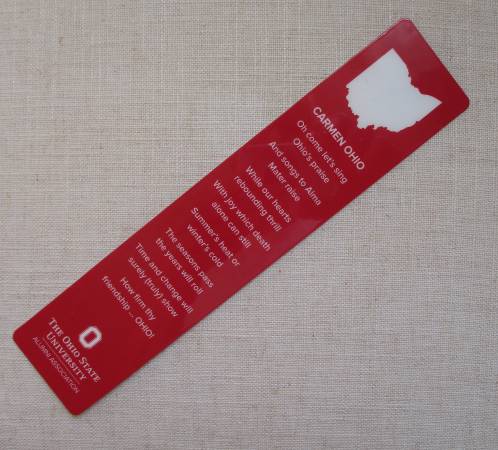 CARMEN OHIO
Oh come let's sing
Ohio's praise
And songs to Alma
Mater raise
While our hearts
rebounding thrill
With joy which death
alone can still
Summer's heat or
winter's cold
The seasons pass
the years will roll
Time and change will
surely (truly) show
How firm thy
friendship ... OHIO!
THE OHIO STATE
UNIVERSITY
ALUMNI ASSOCIATION